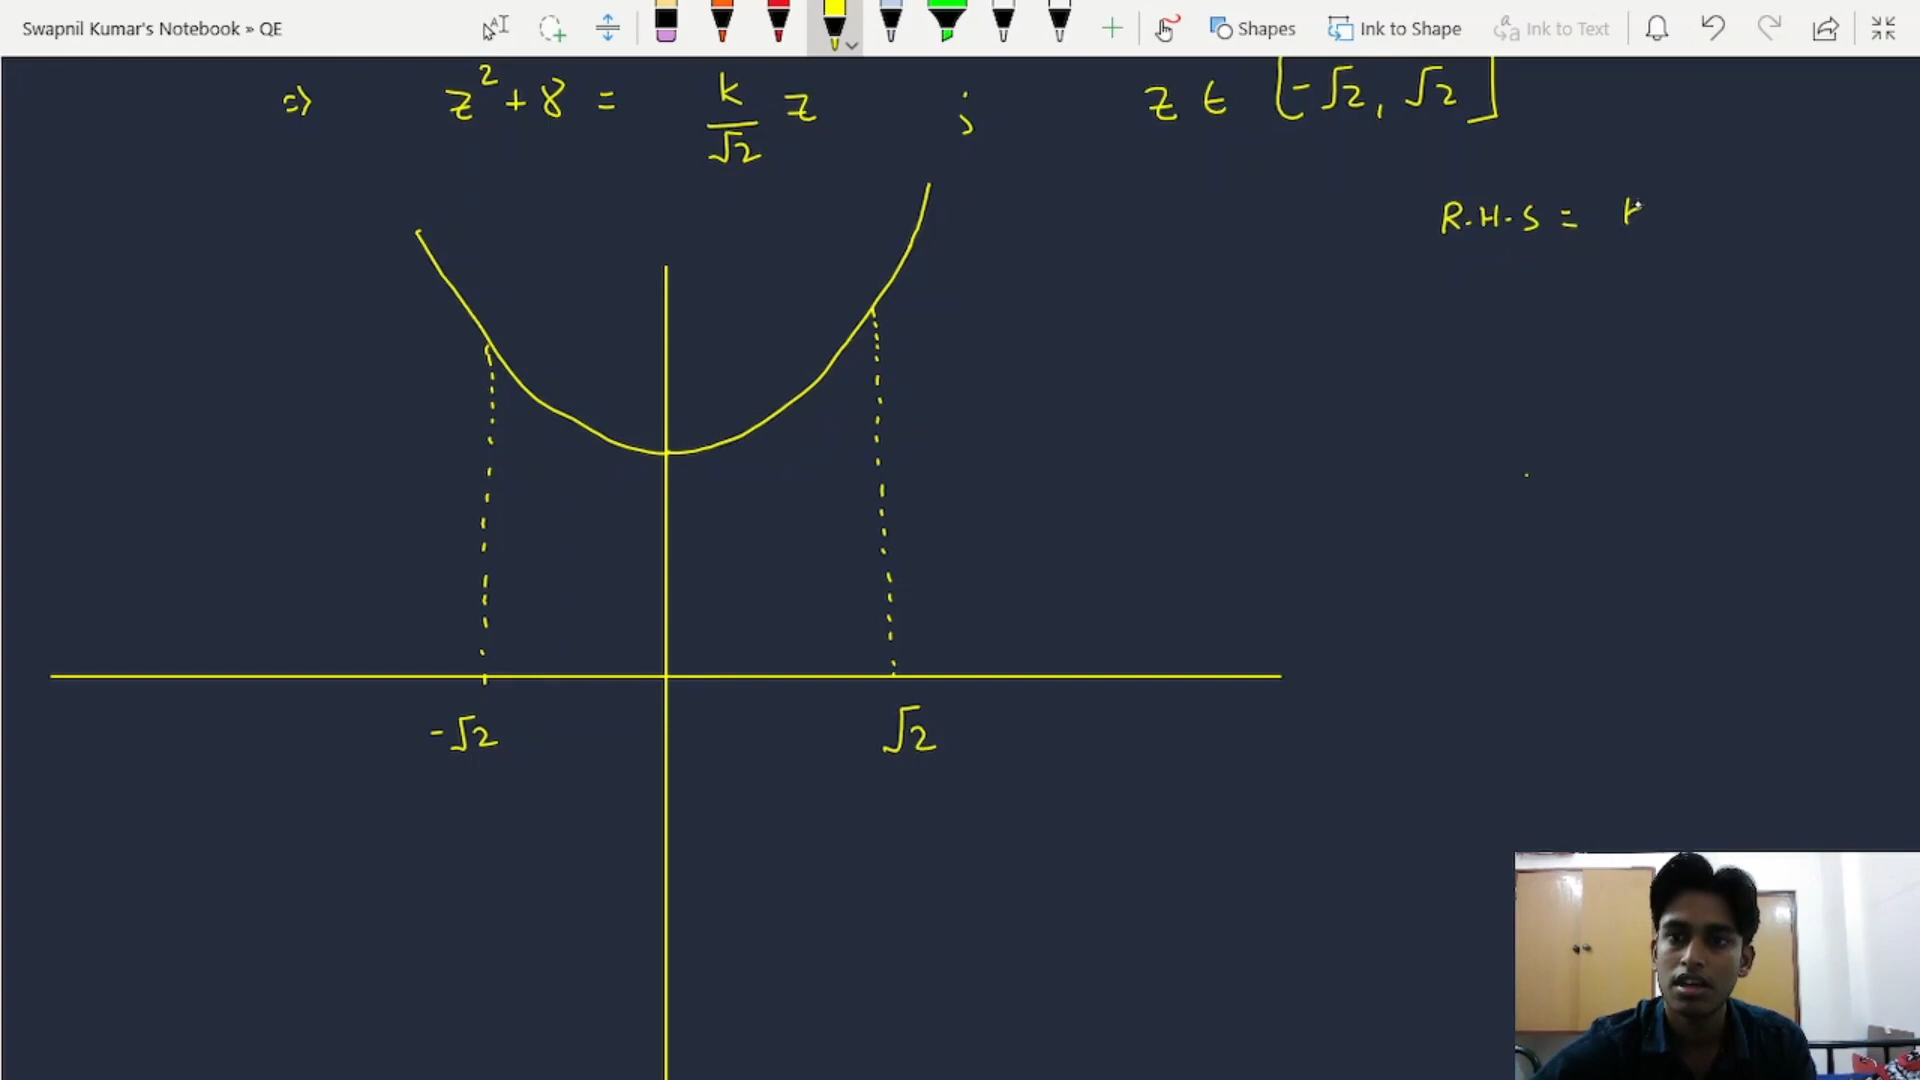 Swapnil Kumar's Notebook » QE
Shapes
Ink to Shape
Ink to Text
⇒ z² + 8 = k/√2 z ; z ∈ [-√2, √2]
R.H.S =
-√2
√2